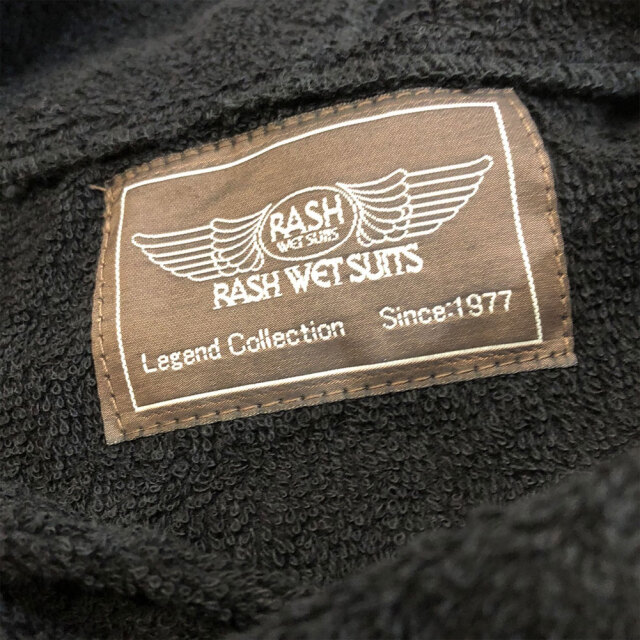 RASH
WET SUITS
RASH WET SUITS
Legend Collection Since:1977